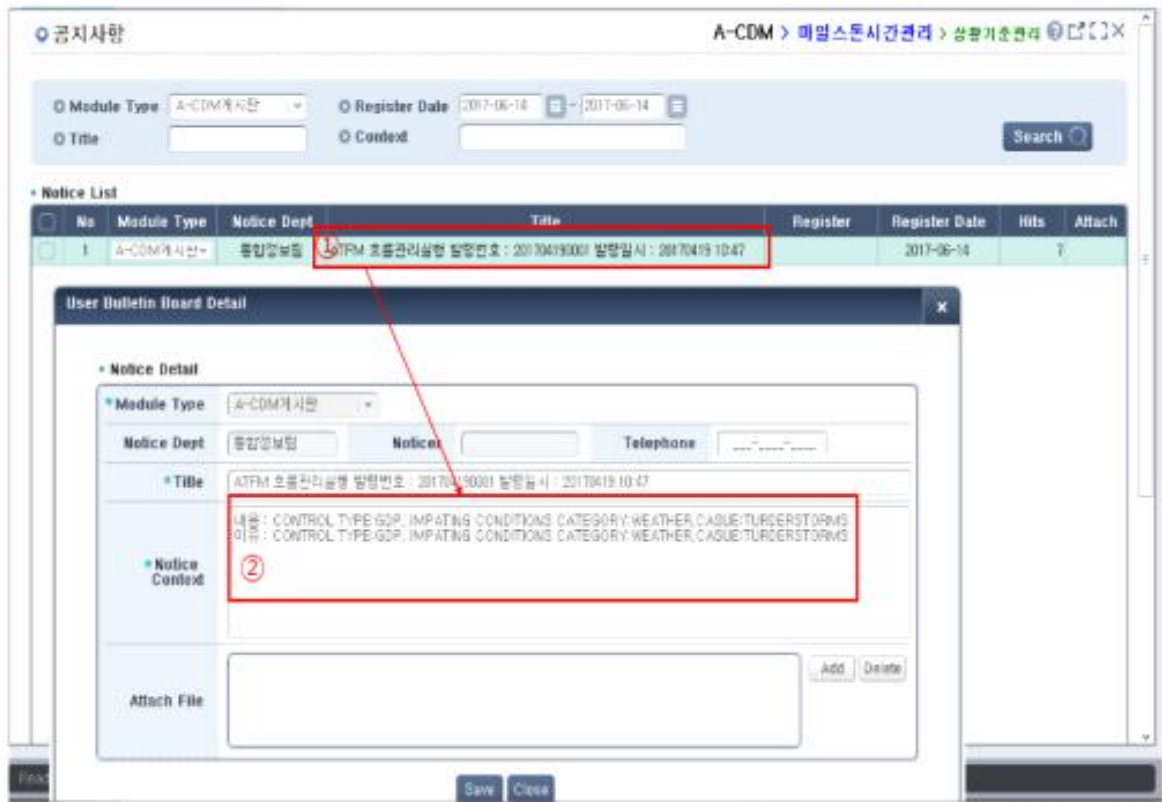 공지사항
A-CDM > 마일스톤시간관리 > 상황기준관리
Module Type A-CDM게시판 Register Date 2017-06-14 - 2017-06-14
Title Context Search
Notice List
No Module Type Notice Dept Title Register Register Date Hits Attach
1 A-CDM게시판 통합정보팀 ① ATFM 흐름관리실행 발령번호 : 201704190001 발령일시 : 20170419 10:47 2017-06-14 7
User Bulletin Board Detail x
Notice Detail
*Module Type A-CDM게시판
Notice Dept 통합정보팀 Noticer Telephone ___-____-____
*Title ATFM 흐름관리실행 발령번호 : 201704190001 발령일시 : 20170419 10:47
내용 : CONTROL TYPE:GDP, IMPATING CONDITIONS CATEGORY:WEATHER,CASUE:TURDERSTORMS
이유 : CONTROL TYPE:GDP, IMPATING CONDITIONS CATEGORY:WEATHER,CASUE:TURDERSTORMS
*Notice
Context
②
Attach File Add Delete
Save Close